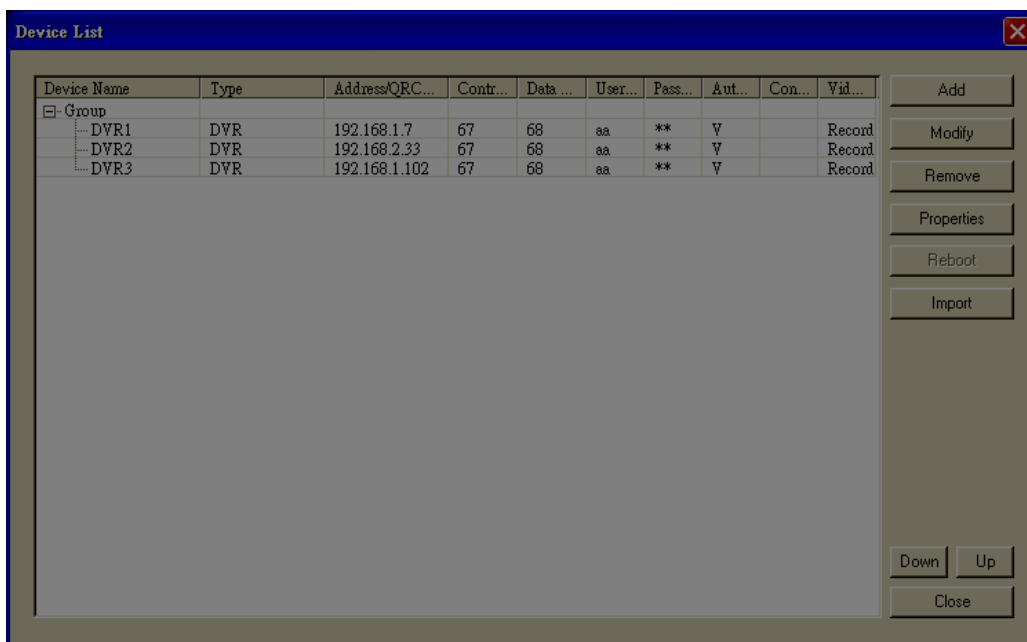 Device List
Device Name Type Address/QRC... Contr... Data ... User... Pass... Aut... Con... Vid...
Group
DVR1 DVR 192.168.1.7 67 68 aa ** V Record
DVR2 DVR 192.168.2.33 67 68 aa ** V Record
DVR3 DVR 192.168.1.102 67 68 aa ** V Record
Add
Modify
Remove
Properties
Reboot
Import
Down Up
Close